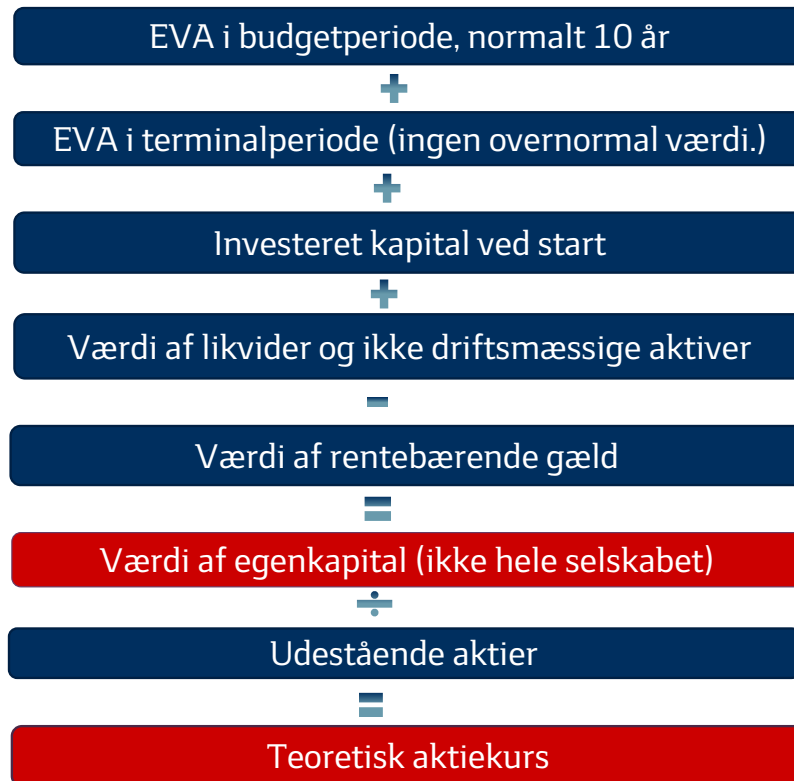 EVA i budgetperiode, normalt 10 år
+
EVA i terminalperiode (ingen overnormal værdi.)
+
Investeret kapital ved start
+
Værdi af likvider og ikke driftsmæssige aktiver
-
Værdi af rentebærende gæld
=
Værdi af egenkapital (ikke hele selskabet)
÷
Udestående aktier
=
Teoretisk aktiekurs